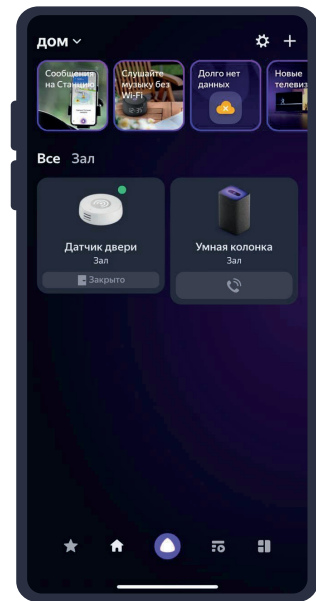 дом
Сообщения
на Станцию
Слушайте
музыку без
Wi-Fi
Долго нет
данных
Новые
телевиз
Все Зал
Датчик двери
Зал
Закрыто
Умная колонка
Зал